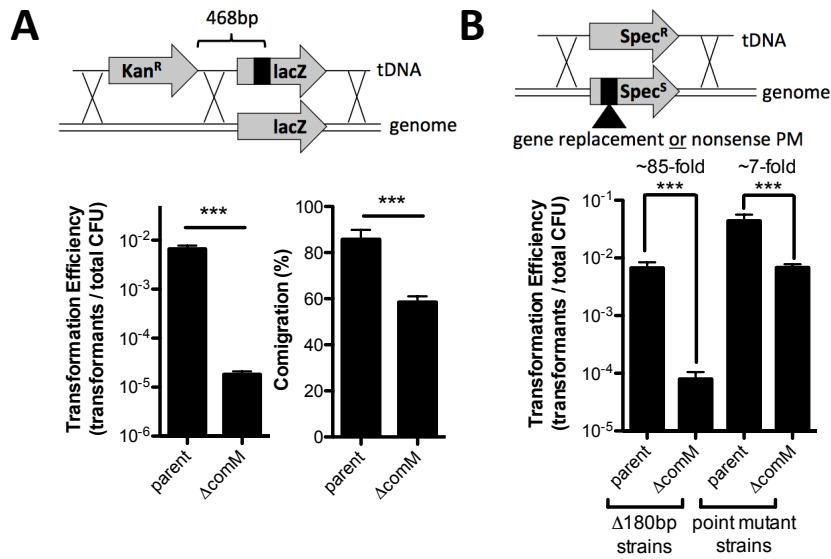 A
468bp
Kan^R
lacZ
tDNA
lacZ
genome
Transformation Efficiency
(transformants / total CFU)
10^-2
10^-3
10^-4
10^-5
10^-6
***
parent
ΔcomM
Comigration (%)
100
80
60
40
20
0
***
parent
ΔcomM
B
Spec^R
tDNA
Spec^S
genome
gene replacement or nonsense PM
~85-fold
~7-fold
***
***
Transformation Efficiency
(transformants / total CFU)
10^-1
10^-2
10^-3
10^-4
10^-5
parent
ΔcomM
parent
ΔcomM
Δ180bp
strains
point mutant
strains